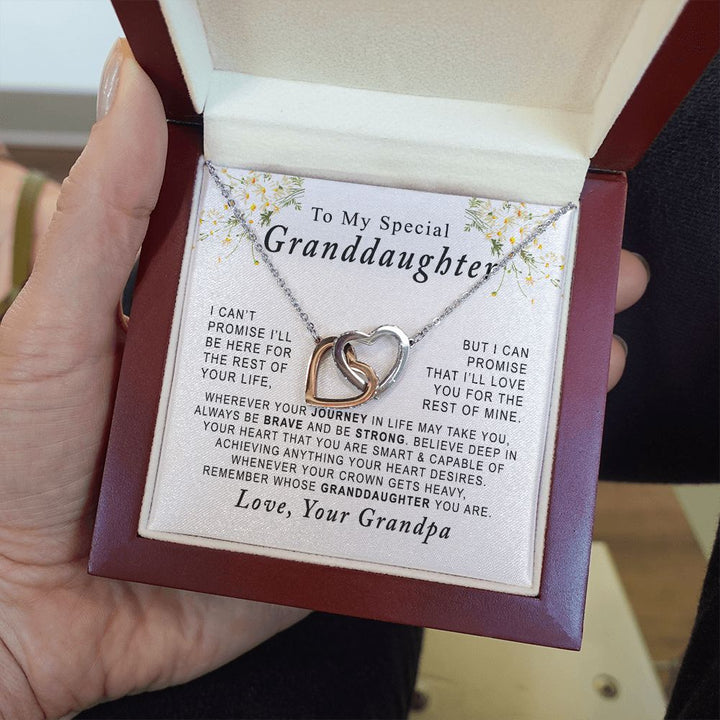 To My Special
Granddaughter
I CAN'T
PROMISE I'LL
BE HERE FOR
THE REST OF
YOUR LIFE,
BUT I CAN
PROMISE
THAT I'LL LOVE
YOU FOR THE
REST OF MINE.
WHEREVER YOUR JOURNEY IN LIFE MAY TAKE YOU,
ALWAYS BE BRAVE AND BE STRONG. BELIEVE DEEP IN
YOUR HEART THAT YOU ARE SMART & CAPABLE OF
ACHIEVING ANYTHING YOUR HEART DESIRES.
WHENEVER YOUR CROWN GETS HEAVY,
REMEMBER WHOSE GRANDDAUGHTER YOU ARE.
Love, Your Grandpa